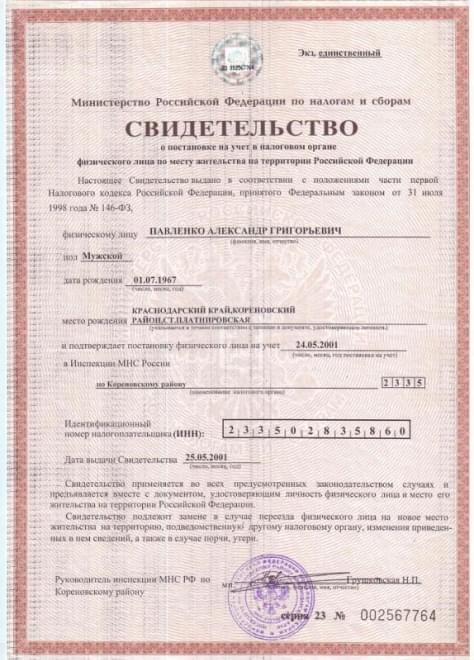 Экз. единственный
Министерство Российской Федерации по налогам и сборам
СВИДЕТЕЛЬСТВО
о постановке на учет в налоговом органе
физического лица по месту жительства на территории Российской Федерации
Настоящее Свидетельство выдано в соответствии с положениями части первой
Налогового кодекса Российской Федерации, принятого Федеральным законом от 31 июля
1998 года № 146-ФЗ,
физическому лицу ПАВЛЕНКО АЛЕКСАНДР ГРИГОРЬЕВИЧ
(фамилия, имя, отчество)
пол Мужской
дата рождения 01.07.1967
(число, месяц, год)
КРАСНОДАРСКИЙ КРАЙ,КОРЕНОВСКИЙ
место рождения РАЙОН,СТ.ПЛАТНИРОВСКАЯ
(указывается в точном соответствии с записью в документе, удостоверяющем личность)
и подтверждает постановку физического лица на учет 24.05.2001
(число, месяц, год постановки на учет)
в Инспекции МНС России
по Кореновскому району 2 3 3 5
(наименование налогового органа)
Идентификационный
номер налогоплательщика (ИНН): 2 3 3 5 0 2 8 3 5 8 6 0
Дата выдачи Свидетельства 25.05.2001
(число, месяц, год)
Свидетельство применяется во всех предусмотренных законодательством случаях и
предъявляется вместе с документом, удостоверяющим личность физического лица и место его
жительства на территории Российской Федерации.
Свидетельство подлежит замене в случае переезда физического лица на новое место
жительства на территорию, подведомственную другому налоговому органу, изменения приведен-
ных в нем сведений, а также в случае порчи, утери.
Руководитель инспекции МНС РФ по
Кореновскому району
М.П.
Грушковская Н.П.
серия 23 № 002567764